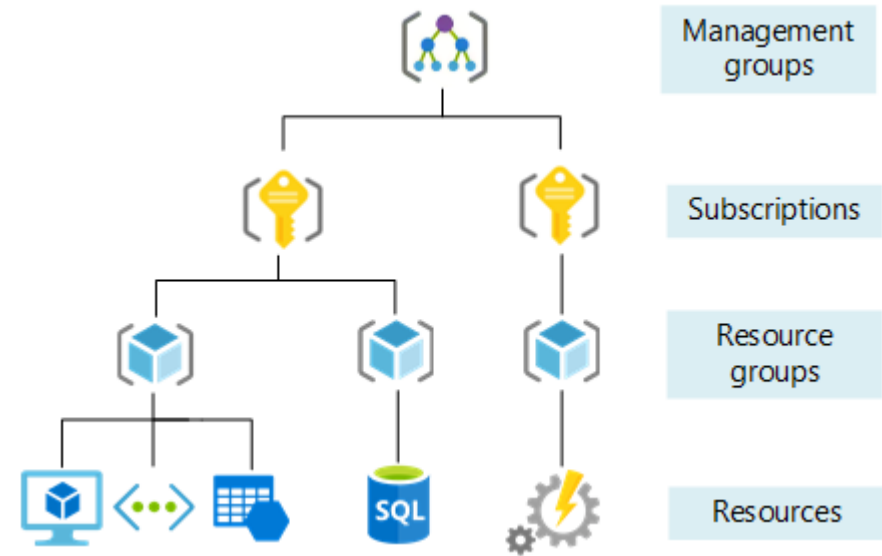 Management
groups
Subscriptions
Resource
groups
SQL
Resources